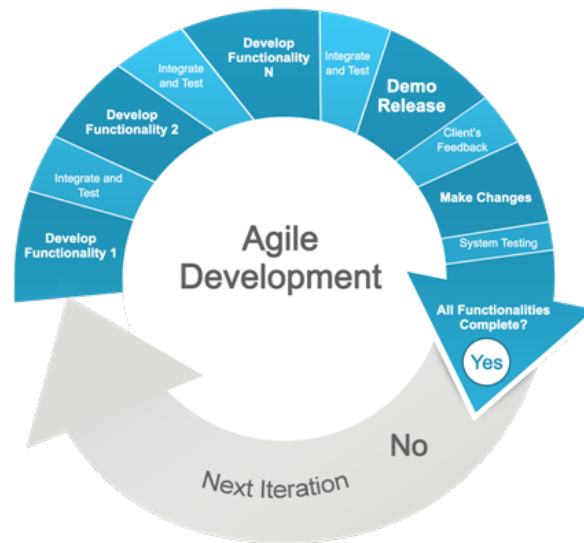 Develop
Functionality 1
Integrate and
Test
Develop
Functionality 2
Integrate
and Test
Develop
Functionality
N
Integrate
and Test
Demo
Release
Client's
Feedback
Make Changes
System Testing
All Functionalities
Complete?
Yes
No
Next Iteration
Agile
Development